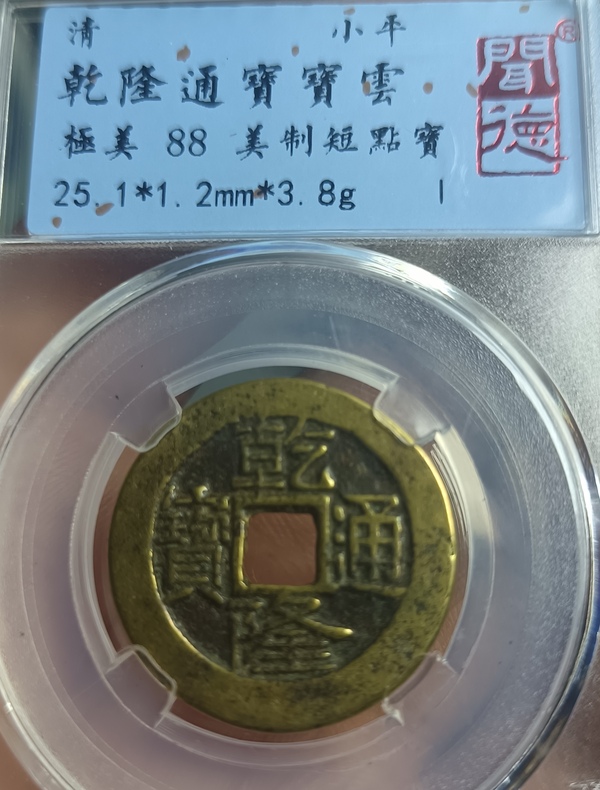 清 小平
乾隆通寶寶雲
極美 88 美制短點寶
25.1*1.2mm*3.8g
聞德
®
乾隆通寶